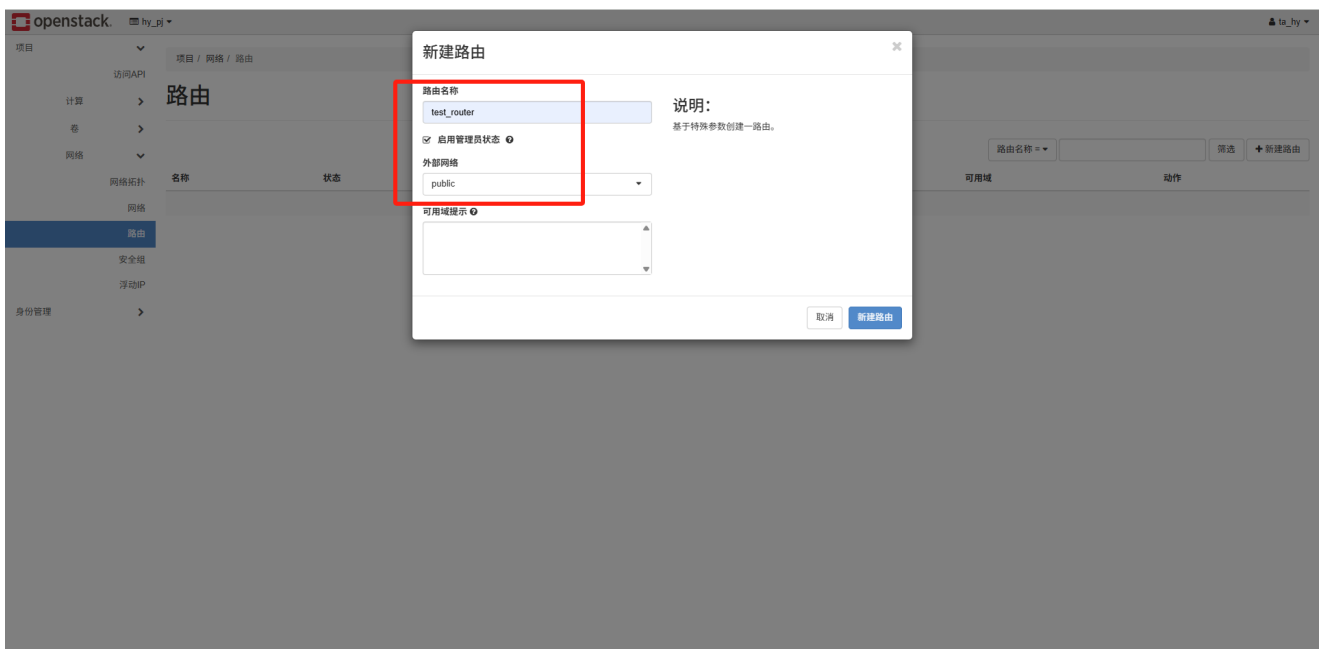 openstack. hy_pj ta_hy
项目
访问API
计算
卷
网络
网络拓扑
网络
路由
安全组
浮动IP
身份管理
项目 / 网络 / 路由
路由
路由名称 = 筛选 +新建路由
名称 状态 可用域 动作
新建路由 ×
路由名称
test_router
启用管理员状态
外部网络
public
可用域提示
说明：
基于特殊参数创建一路由。
取消 新建路由